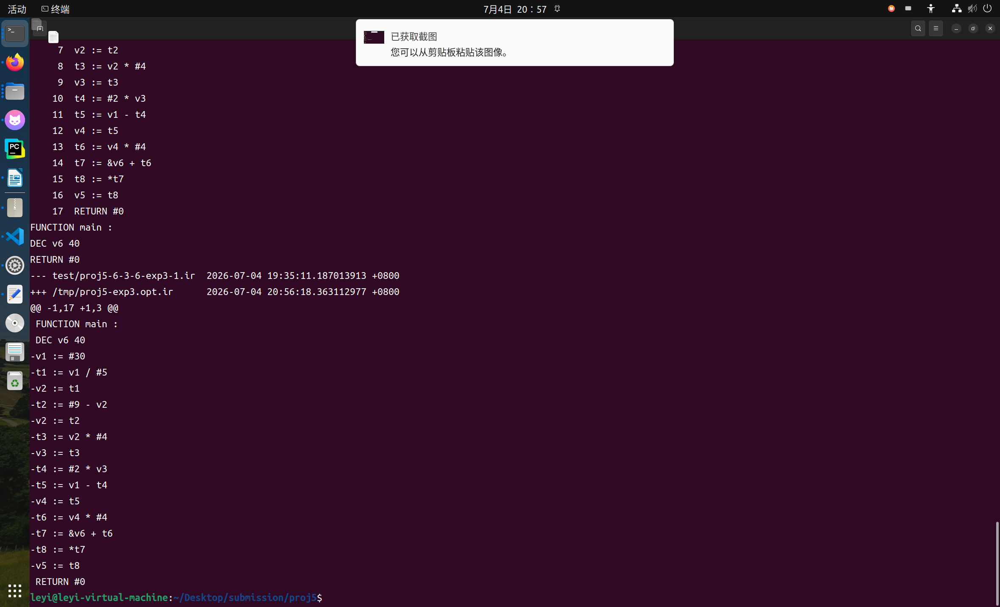 活动 终端 7月4日 20：57
已获取截图
您可以从剪贴板粘贴该图像。
7 v2 := t2
8 t3 := v2 * #4
9 v3 := t3
10 t4 := #2 * v3
11 t5 := v1 - t4
12 v4 := t5
13 t6 := v4 * #4
14 t7 := &v6 + t6
15 t8 := *t7
16 v5 := t8
17 RETURN #0
FUNCTION main :
DEC v6 40
RETURN #0
--- test/proj5-6-3-6-exp3-1.ir 2026-07-04 19:35:11.187013913 +0800
+++ /tmp/proj5-exp3.opt.ir 2026-07-04 20:56:18.363112977 +0800
@@ -1,17 +1,3 @@
 FUNCTION main :
 DEC v6 40
-v1 := #30
-t1 := v1 / #5
-v2 := t1
-t2 := #9 - v2
-v2 := t2
-t3 := v2 * #4
-v3 := t3
-t4 := #2 * v3
-t5 := v1 - t4
-v4 := t5
-t6 := v4 * #4
-t7 := &v6 + t6
-t8 := *t7
-v5 := t8
 RETURN #0
leyi@leyi-virtual-machine:~/Desktop/submission/proj5$
PC